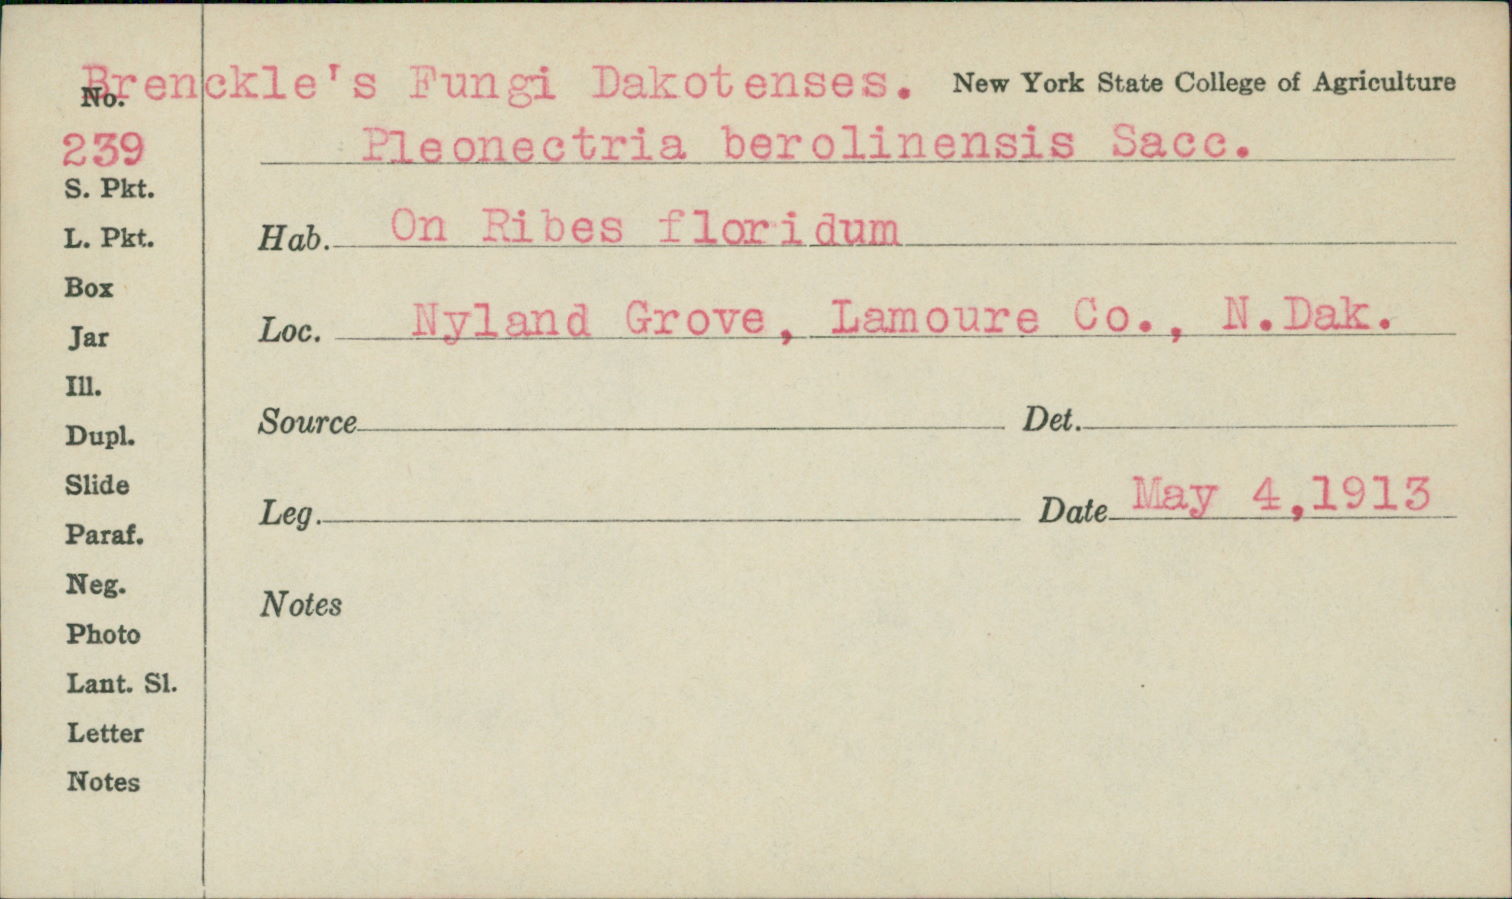 Brenckle's Fungi Dakotenses. New York State College of Agriculture
No.
239 Pleonectria berolinensis Sacc.
S. Pkt.
L. Pkt. Hab. On Ribes floridum
Box
Jar Loc. Nyland Grove, Lamoure Co., N.Dak.
Ill.
Dupl. Source Det.
Slide
Paraf. Leg. Date May 4,1913
Neg.
Notes
Photo
Lant. Sl.
Letter
Notes